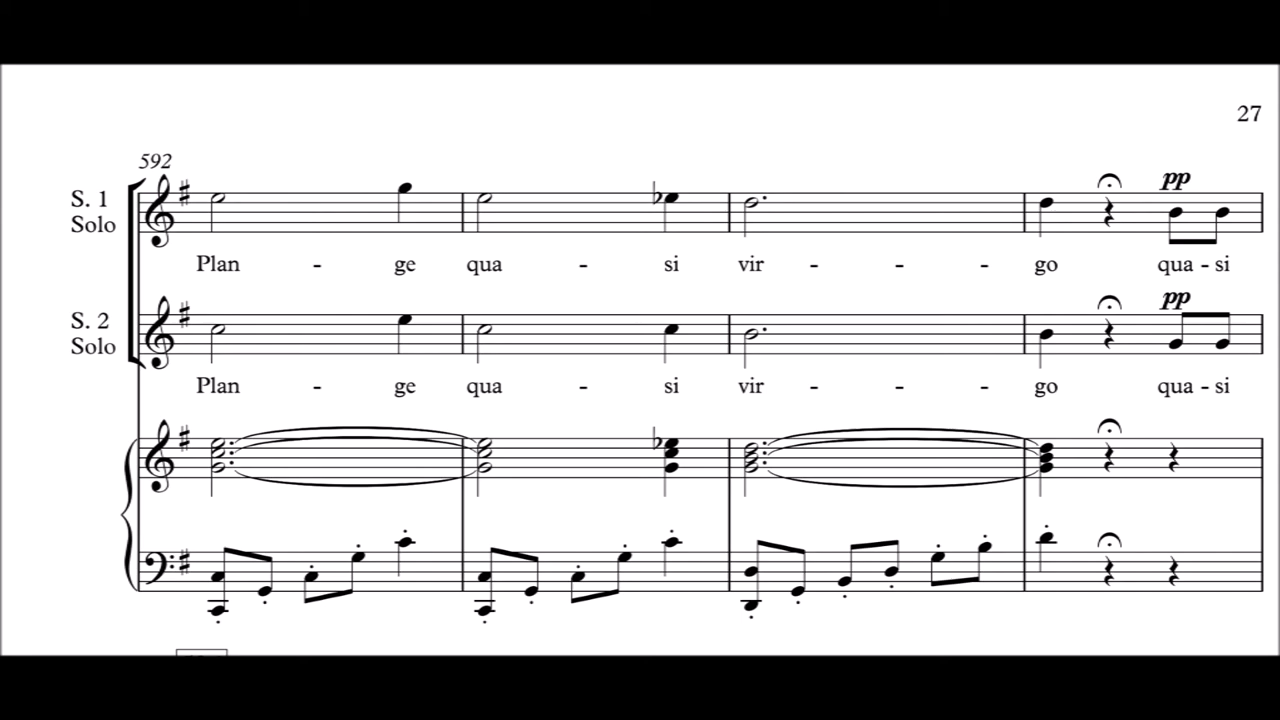 27
592
S. 1
Solo
pp
Plan - ge qua - si vir - - - go qua - si
S. 2
Solo
pp
Plan - ge qua - si vir - - - go qua - si